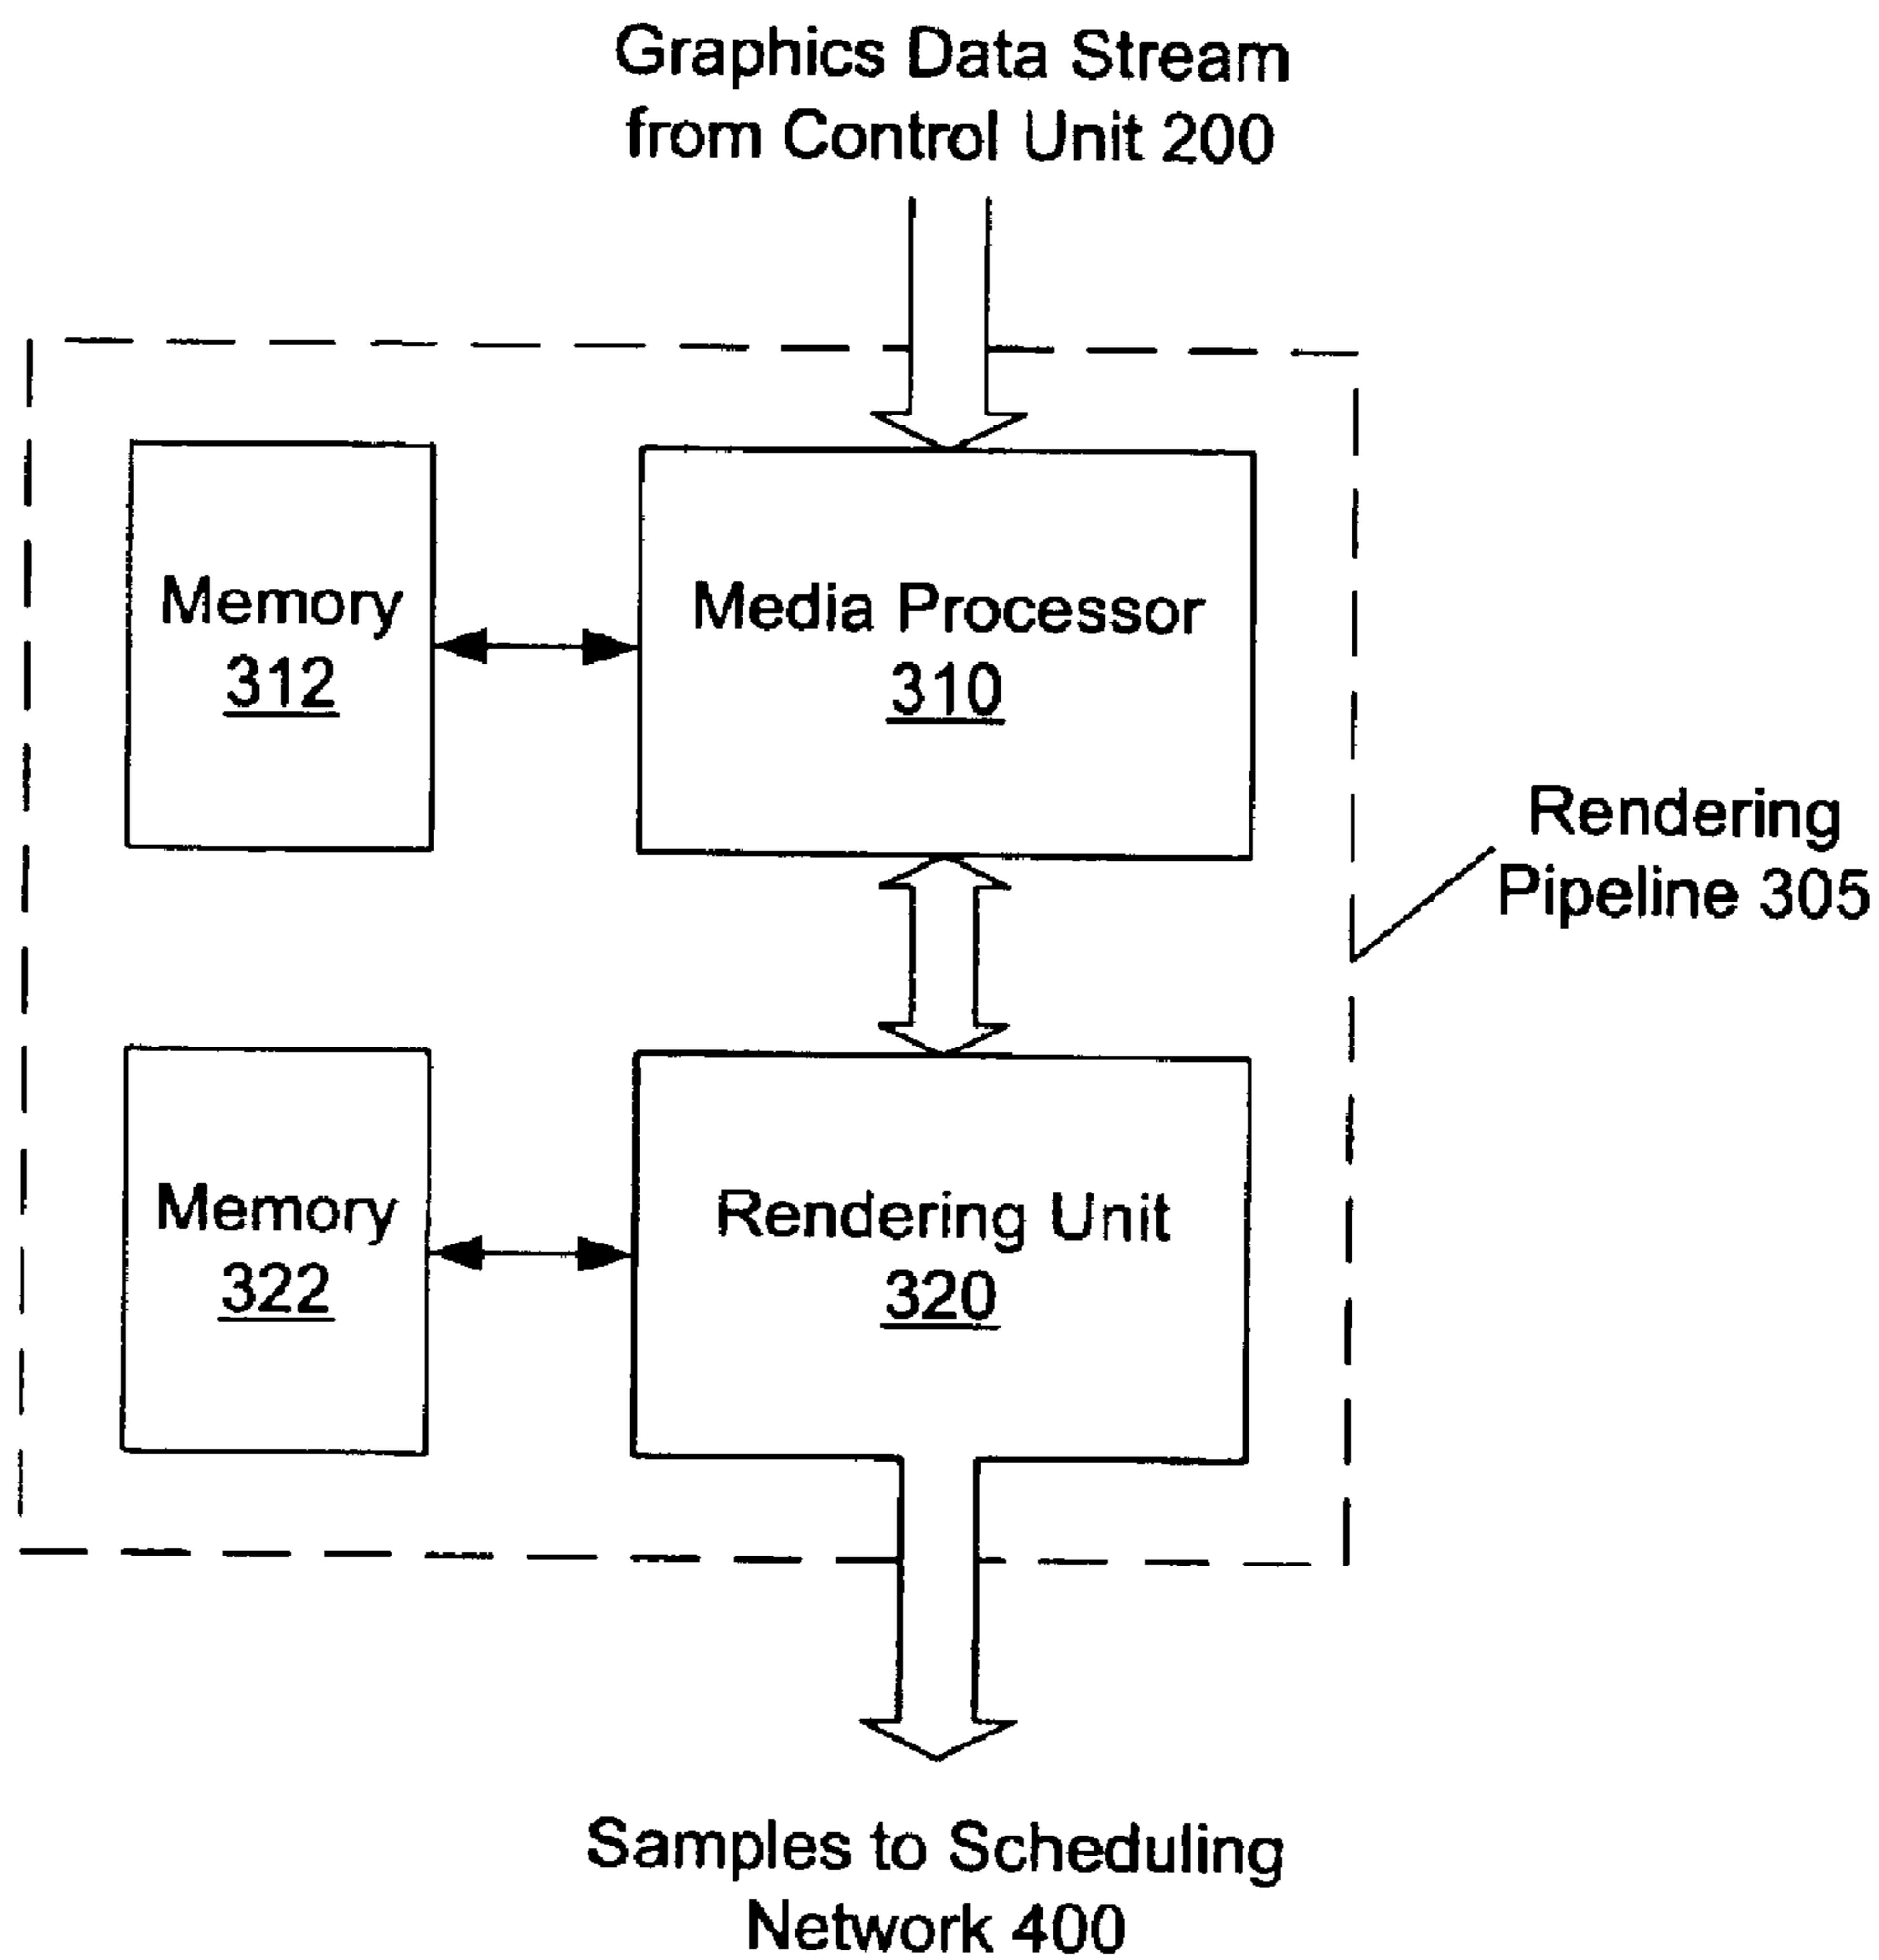 Graphics Data Stream
from Control Unit 200
Memory
312
Media Processor
310
Rendering
Pipeline 305
Memory
322
Rendering Unit
320
Samples to Scheduling
Network 400